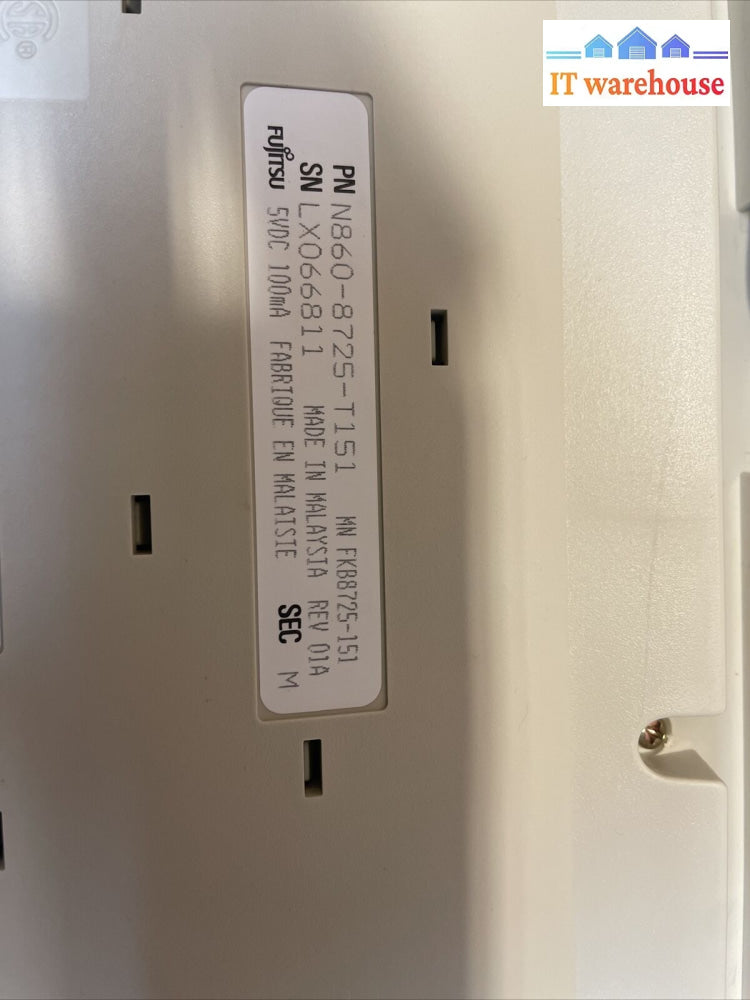 IT warehouse
PN N860-8725-T151 MN FKB8725-151
SN LX066811 MADE IN MALAYSIA REV 01A
FUJITSU 5VDC 100mA FABRIQUE EN MALAISIE SEC M